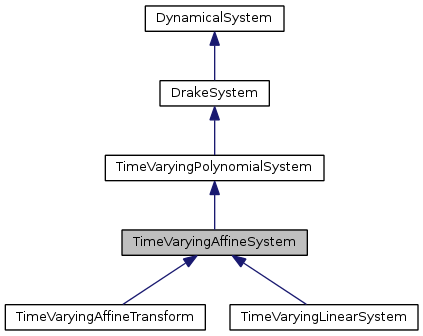 DynamicalSystem
DrakeSystem
TimeVaryingPolynomialSystem
TimeVaryingAffineSystem
TimeVaryingAffineTransform
TimeVaryingLinearSystem